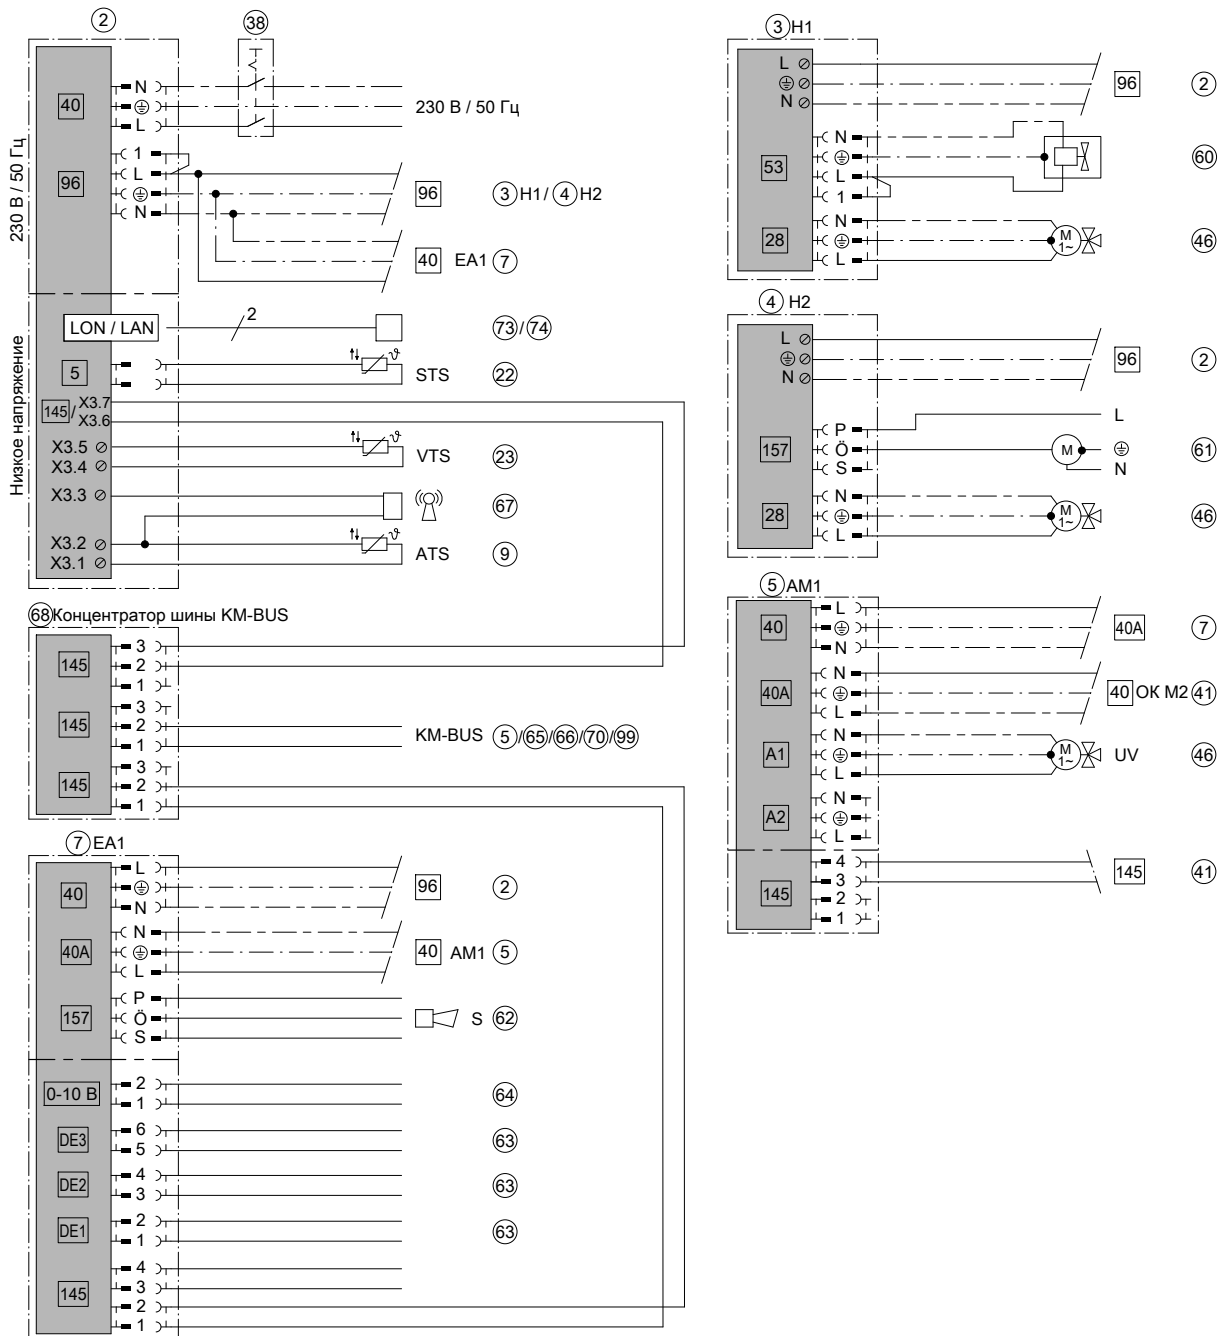 2
38
230 В / 50 Гц
40
N
L
230 В / 50 Гц
96
1
L
N
96
3 H1 / 4 H2
40 EA1 7
Низкое напряжение
LON / LAN
2
73 / 74
5
STS 22
145 / X3.7
X3.6
X3.5
X3.4
VTS 23
X3.3
67
X3.2
X3.1
ATS 9
68 Концентратор шины KM-BUS
145
3
2
1
145
3
2
1
KM-BUS 5/65/66/70/99
145
3
2
1
7 EA1
40
L
N
96 2
40A
N
L
40 AM1 5
157
P
Ö
S
S 62
0-10 В
2
1
64
DE3
6
5
63
DE2
4
3
63
DE1
2
1
63
145
4
3
2
1
3 H1
L
N
96 2
53
N
L
1
60
28
N
L
M
1~
46
4 H2
L
N
96 2
157
P
Ö
S
L
M
N
61
28
N
L
M
1~
46
5 AM1
40
L
N
40A 7
40A
N
L
40 ОК М2 41
A1
N
L
M
1~
UV 46
A2
N
L
145
4
3
2
1
145 41